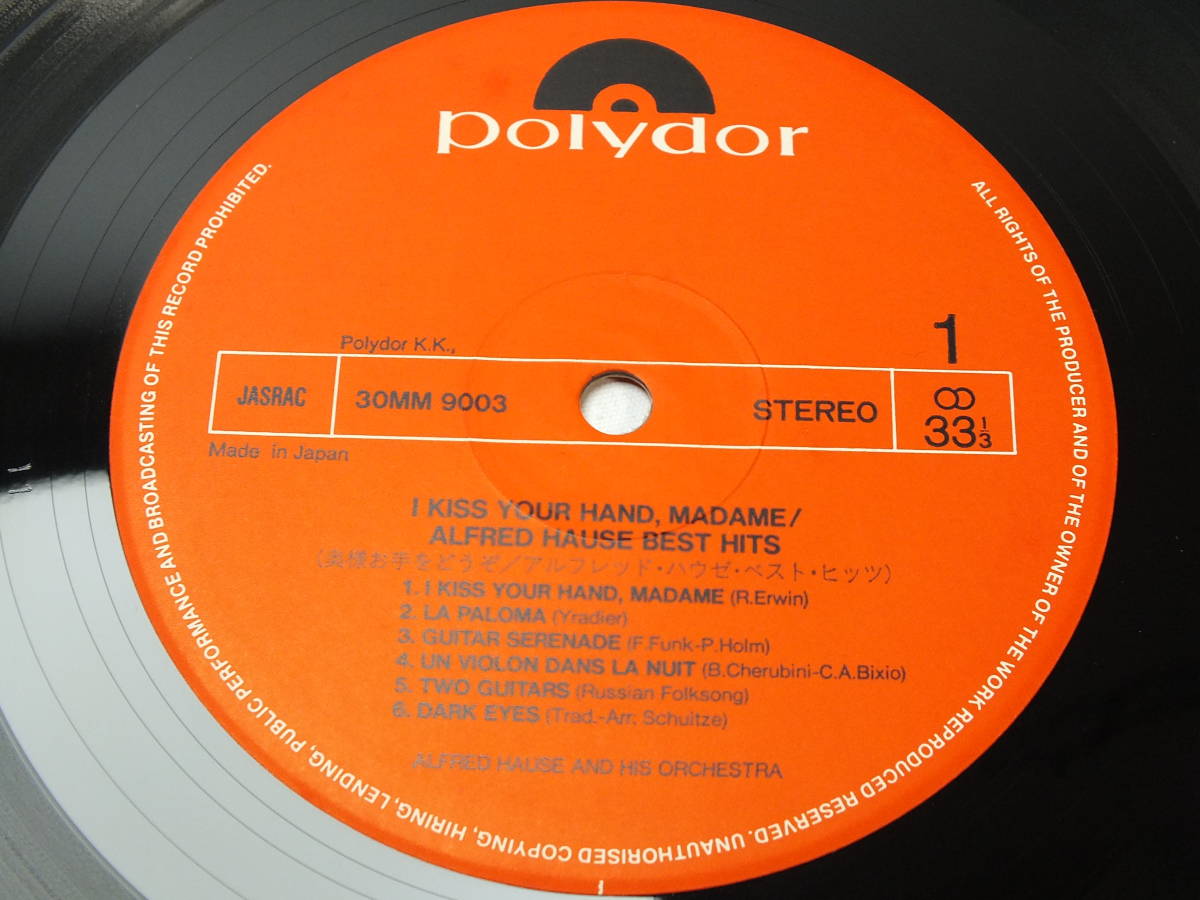 polydor
ALL RIGHTS OF THE PRODUCER AND OF THE OWNER OF THE WORK REPRODUCED RESERVED. UNAUTHORISED COPYING, HIRING, LENDING, PUBLIC PERFORMANCE AND BROADCASTING OF THIS RECORD PROHIBITED.
1
Polydor K.K.,
JASRAC 30MM 9003 STEREO 8 33 1/3
Made in Japan
I KISS YOUR HAND, MADAME/
ALFRED HAUSE BEST HITS
(奥様お手をどうぞ/アルフレッド・ハウゼ・ベスト・ヒッツ)
1. I KISS YOUR HAND, MADAME (R.Erwin)
2. LA PALOMA (Yradier)
3. GUITAR SERENADE (F.Funk-P.Holm)
4. UN VIOLON DANS LA NUIT (B.Cherubini-C.A.Bixio)
5. TWO GUITARS (Russian Folksong)
6. DARK EYES (Trad.-Arr; Schultze)
ALFRED HAUSE AND HIS ORCHESTRA